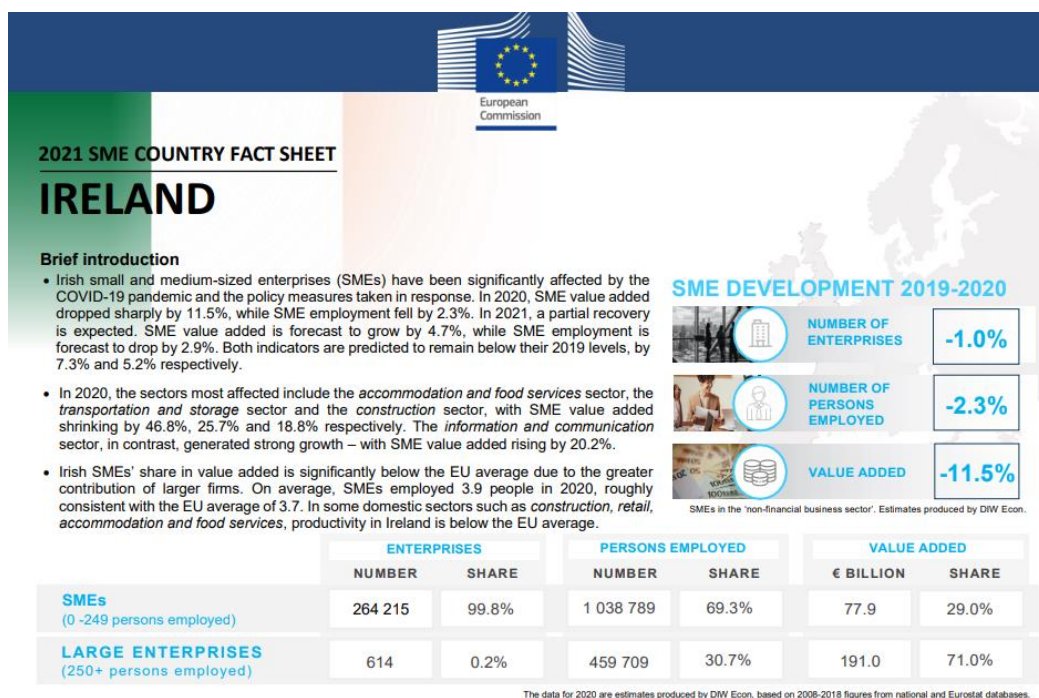 European
Commission
2021 SME COUNTRY FACT SHEET
IRELAND
Brief introduction
• Irish small and medium-sized enterprises (SMEs) have been significantly affected by the
COVID-19 pandemic and the policy measures taken in response. In 2020, SME value added
dropped sharply by 11.5%, while SME employment fell by 2.3%. In 2021, a partial recovery
is expected. SME value added is forecast to grow by 4.7%, while SME employment is
forecast to drop by 2.9%. Both indicators are predicted to remain below their 2019 levels, by
7.3% and 5.2% respectively.
• In 2020, the sectors most affected include the accommodation and food services sector, the
transportation and storage sector and the construction sector, with SME value added
shrinking by 46.8%, 25.7% and 18.8% respectively. The information and communication
sector, in contrast, generated strong growth – with SME value added rising by 20.2%.
• Irish SMEs' share in value added is significantly below the EU average due to the greater
contribution of larger firms. On average, SMEs employed 3.9 people in 2020, roughly
consistent with the EU average of 3.7. In some domestic sectors such as construction, retail,
accommodation and food services, productivity in Ireland is below the EU average.
SME DEVELOPMENT 2019-2020
NUMBER OF
ENTERPRISES
-1.0%
NUMBER OF
PERSONS
EMPLOYED
-2.3%
VALUE ADDED
-11.5%
SMEs in the 'non-financial business sector'. Estimates produced by DIW Econ.
ENTERPRISES PERSONS EMPLOYED VALUE ADDED
NUMBER SHARE NUMBER SHARE € BILLION SHARE
SMEs
(0 -249 persons employed)
264 215 99.8% 1 038 789 69.3% 77.9 29.0%
LARGE ENTERPRISES
(250+ persons employed)
614 0.2% 459 709 30.7% 191.0 71.0%
The data for 2020 are estimates produced by DIW Econ, based on 2008-2018 figures from national and Eurostat databases.